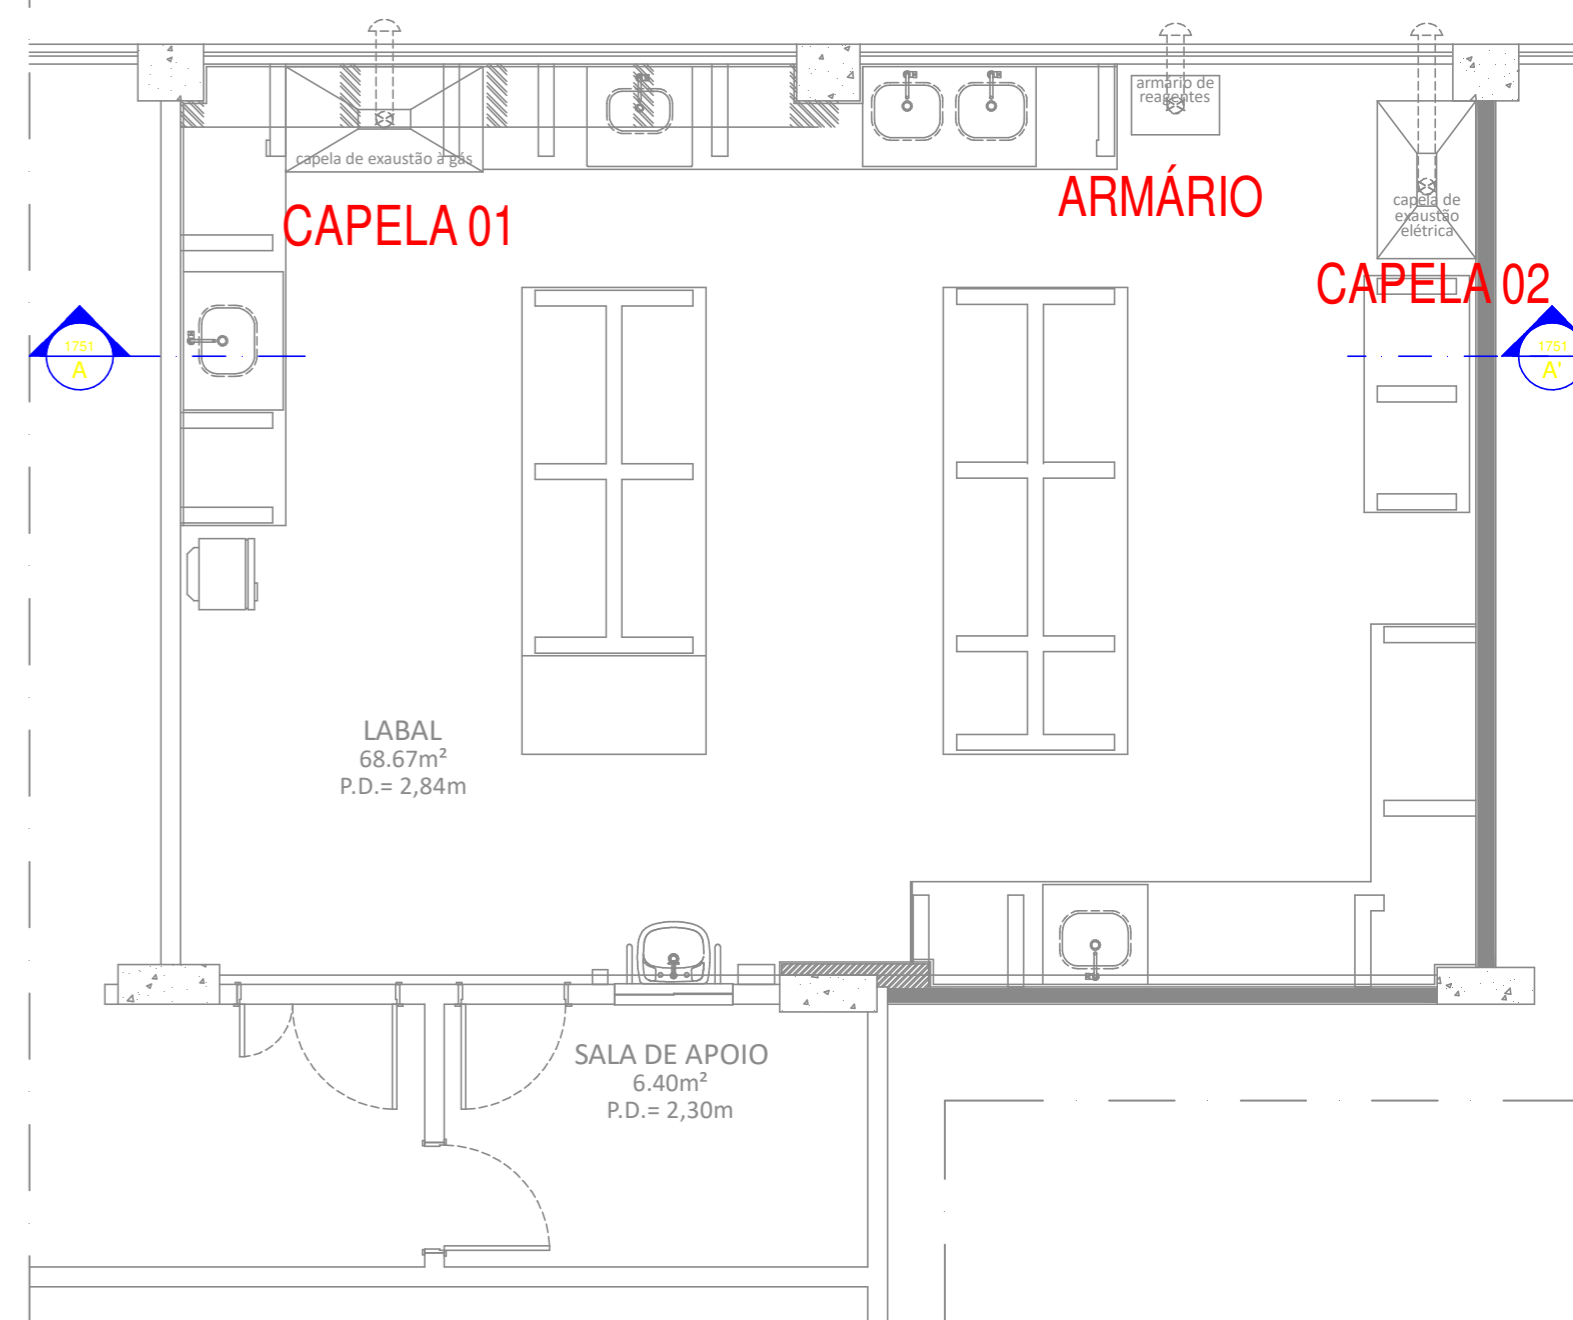 armário de
reagentes
capela de exaustão à gás
ARMÁRIO
CAPELA 01
capela de
exaustão
elétrica
CAPELA 02
1751
A
1751
A'
LABAL
68.67m²
P.D.= 2,84m
SALA DE APOIO
6.40m²
P.D.= 2,30m